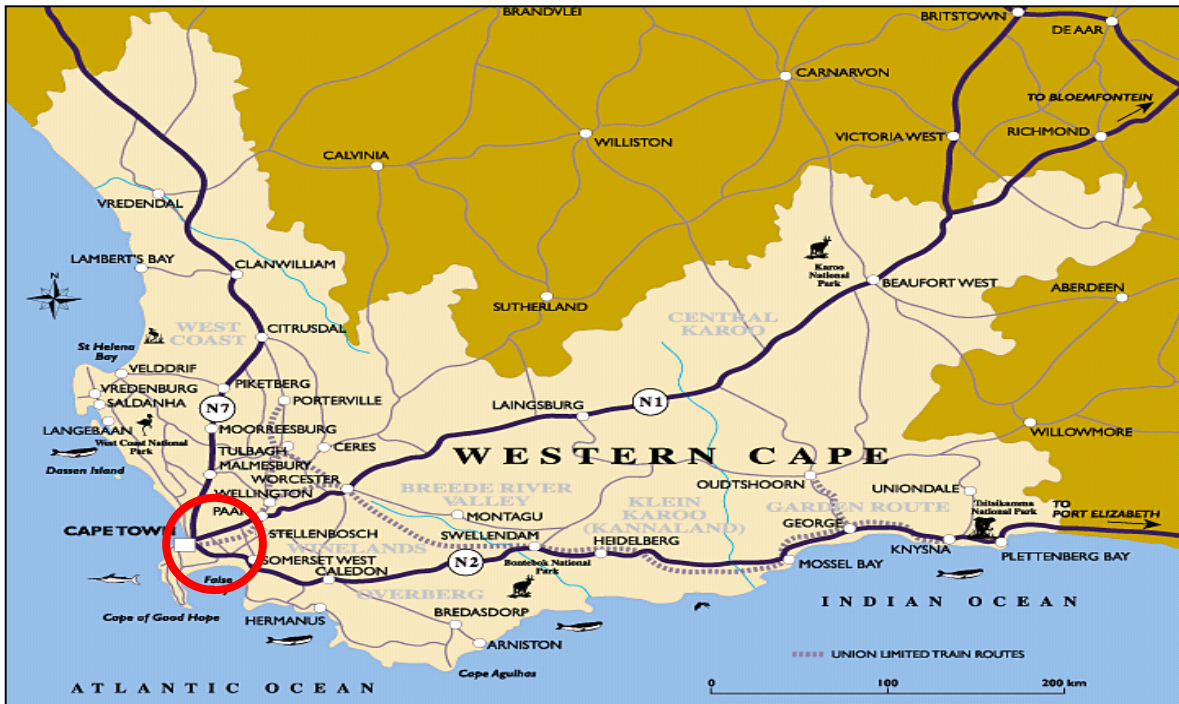 BRANDVLEI
BRITSTOWN
DE AAR
CARNARVON
TO BLOEMFONTEIN
WILLISTON
VICTORIA WEST
RICHMOND
CALVINIA
VREDENDAL
LAMBERT'S BAY
CLANWILLIAM
N
Karoo
National
Park
BEAUFORT WEST
ABERDEEN
SUTHERLAND
WEST
COAST
CITRUSDAL
CENTRAL
KAROO
St Helena
Bay
VELDDRIF
VREDENBURG
SALDANHA
PIKETBERG
N7
PORTERVILLE
LAINGSBURG
N1
LANGEBAAN
West Coast National
Park
MOORREESBURG
TULBAGH
CERES
WILLOWMORE
Dassen Island
MALMESBURY
WORCESTER
WESTERN CAPE
OUDTSHOORN
UNIONDALE
WELLINGTON
PAAR
BREEDE RIVER
VALLEY
MONTAGU
KLEIN
KAROO
(KANNALAND)
GARDEN ROUTE
Tsitsikamma
National Park
TO
PORT ELIZABETH
CAPE TOWN
STELLENBOSCH
WINELANDS
SWELLENDAM
HEIDELBERG
GEORGE
KNYSNA
PLETTENBERG BAY
SOMERSET WEST
False
CALEDON
N2
Bontebok National
Park
MOSSEL BAY
OVERBERG
Cape of Good Hope
HERMANUS
BREDASDORP
ARNISTON
INDIAN OCEAN
Cape Agulhas
UNION LIMITED TRAIN ROUTES
ATLANTIC OCEAN
0 100 200 km